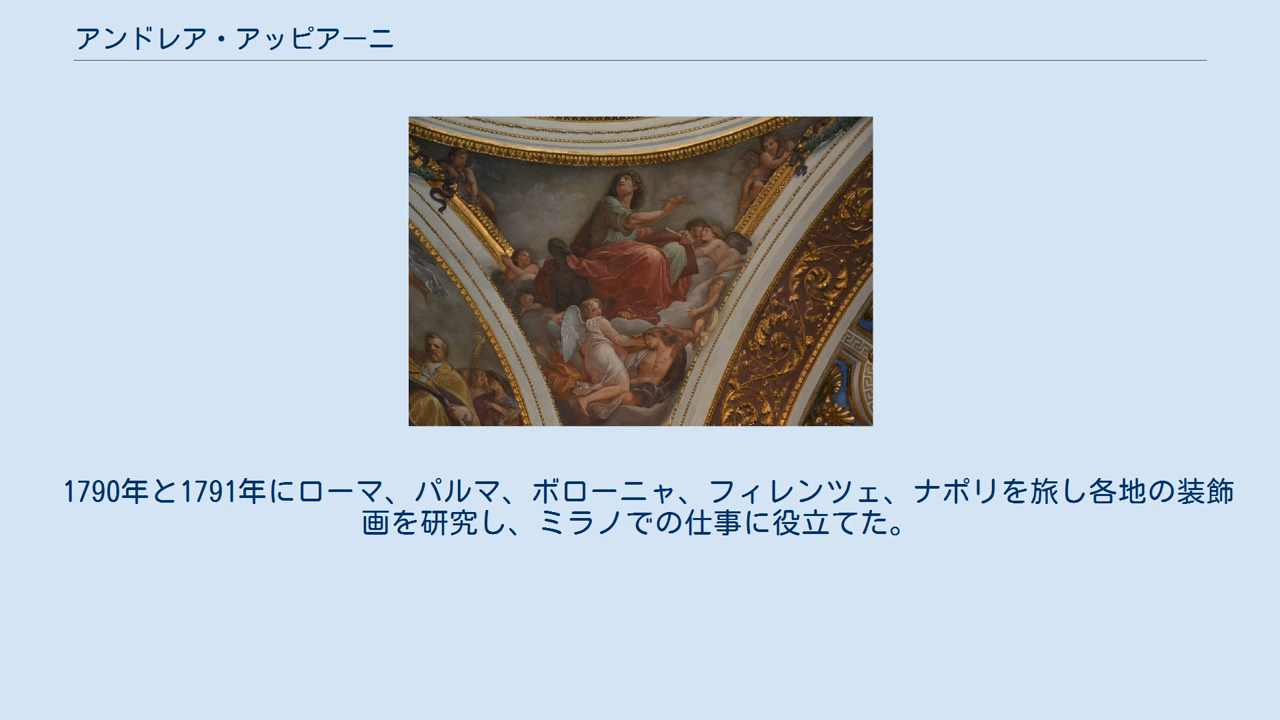 アンドレア・アッピアーニ
1790年と1791年にローマ、パルマ、ボローニャ、フィレンツェ、ナポリを旅し各地の装飾
画を研究し、ミラノでの仕事に役立てた。